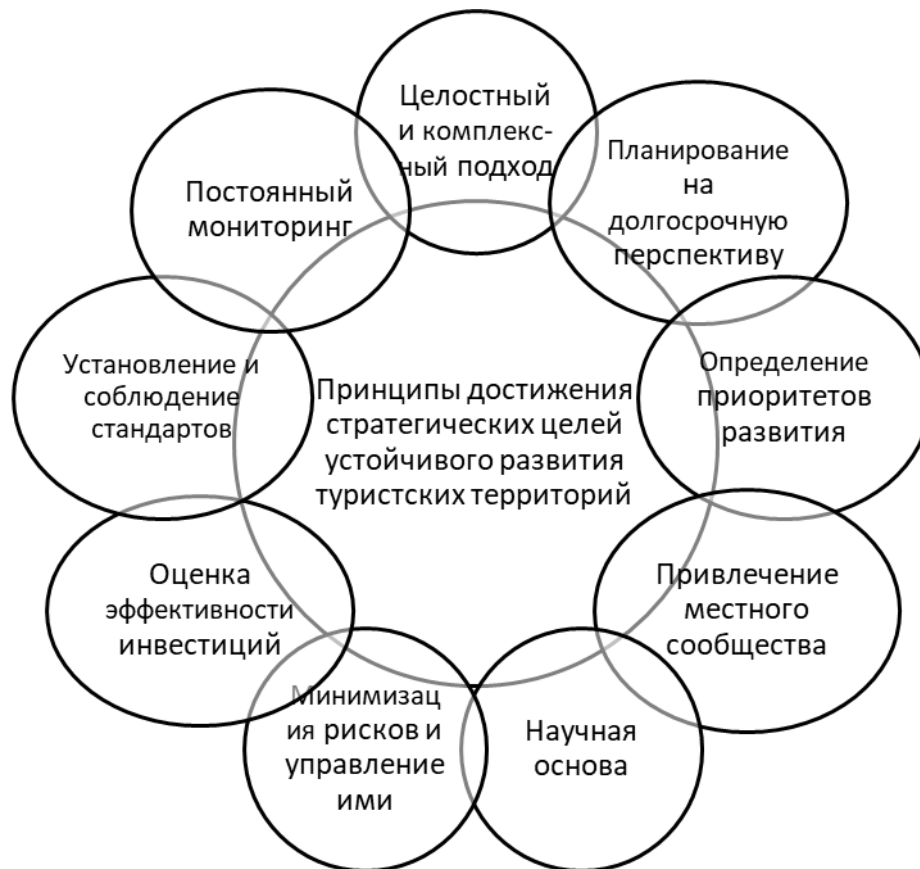 Целостный
и комплекс-
ный подход
Планирование
на
долгосрочную
перспективу
Определение
приоритетов
развития
Привлечение
местного
сообщества
Научная
основа
Минимизац
ия рисков и
управление
ими
Оценка
эффективности
инвестиций
Установление и
соблюдение
стандартов
Постоянный
мониторинг
Принципы достижения
стратегических целей
устойчивого развития
туристских территорий